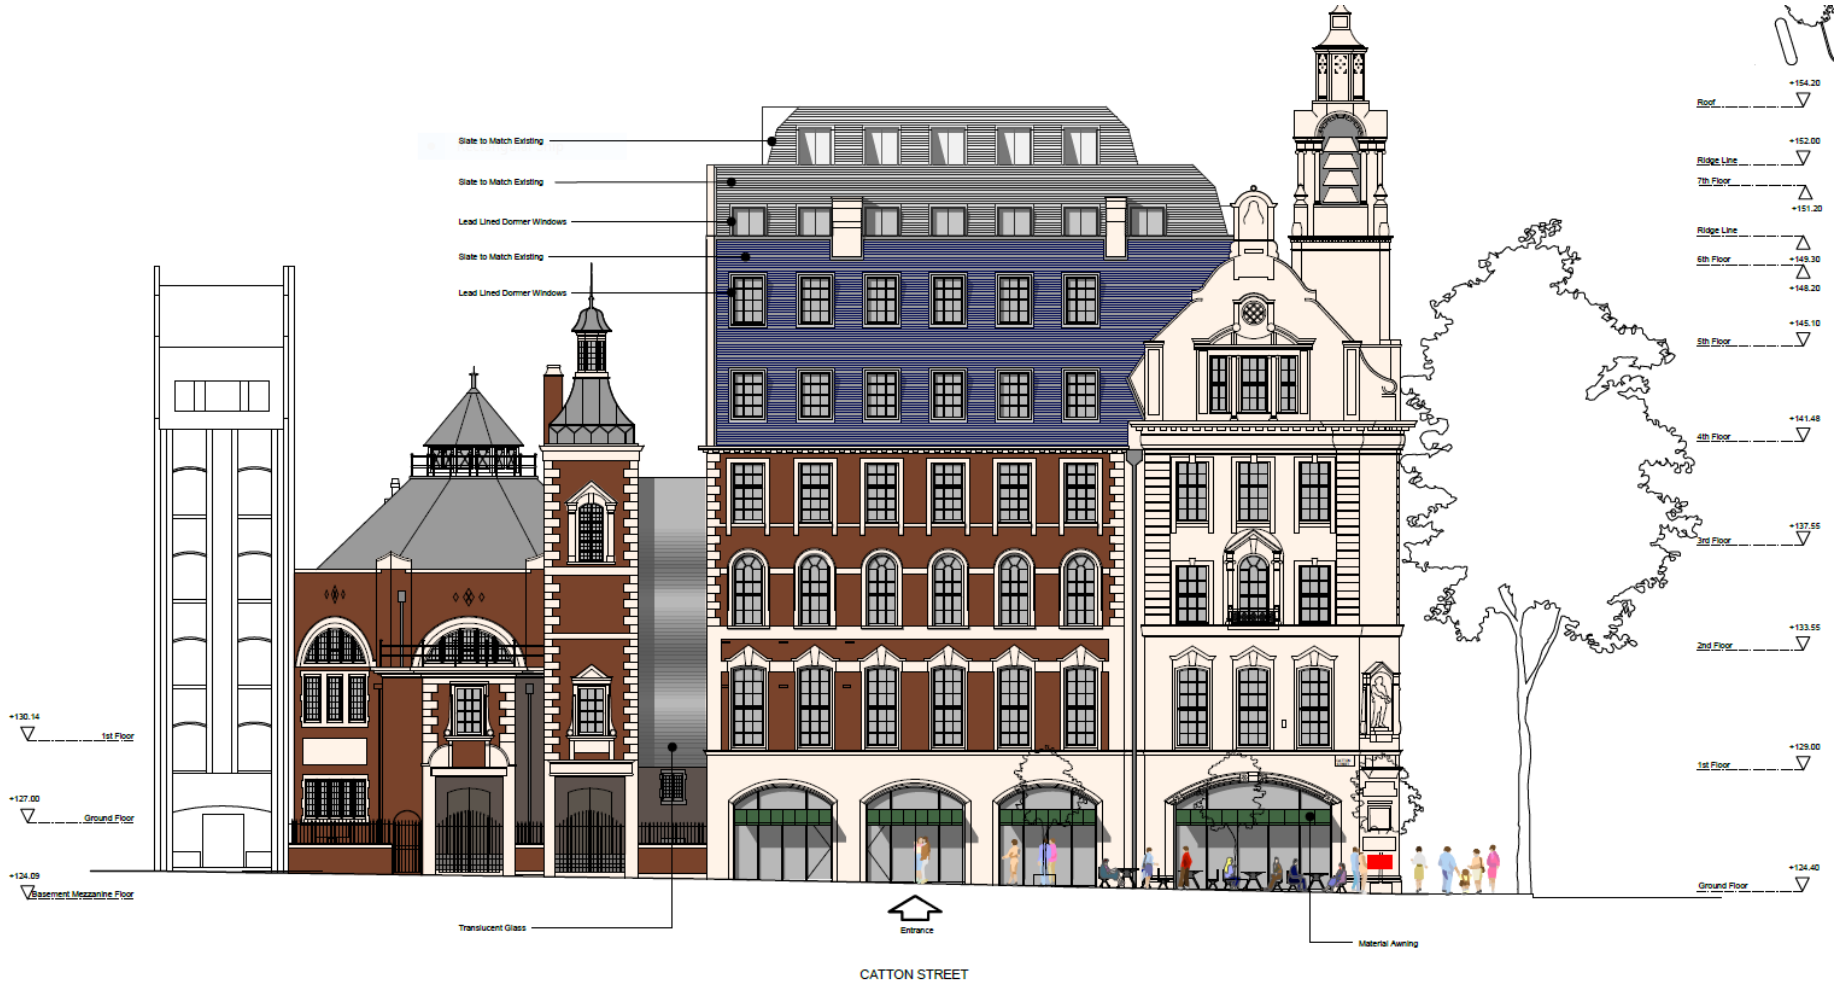 Slate to Match Existing
Slate to Match Existing
Lead Lined Dormer Windows
Slate to Match Existing
Lead Lined Dormer Windows
+154.20
Roof
+152.00
Ridge Line
7th Floor
+151.20
Ridge Line
6th Floor
+149.30
+148.20
+145.10
5th Floor
+141.48
4th Floor
+137.55
3rd Floor
+133.55
2nd Floor
+129.00
1st Floor
+124.40
Ground Floor
+130.14
1st Floor
+127.00
Ground Floor
+124.09
Basement Mezzanine Floor
CATTON
STREET
Translucent Glass
Entrance
Material Awning
CATTON STREET